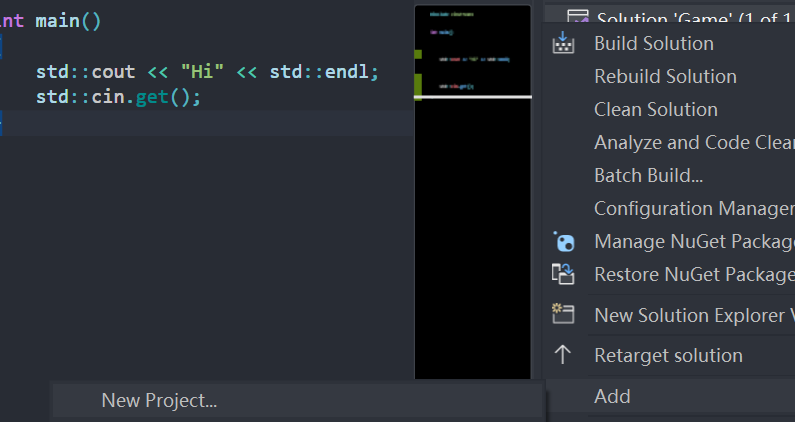 int main()
std::cout << "Hi" << std::endl;
std::cin.get();
Solution 'Game' (1 of 1
Build Solution
Rebuild Solution
Clean Solution
Analyze and Code Clean
Batch Build...
Configuration Manager
Manage NuGet Package
Restore NuGet Package
New Solution Explorer V
Retarget solution
Add
New Project...